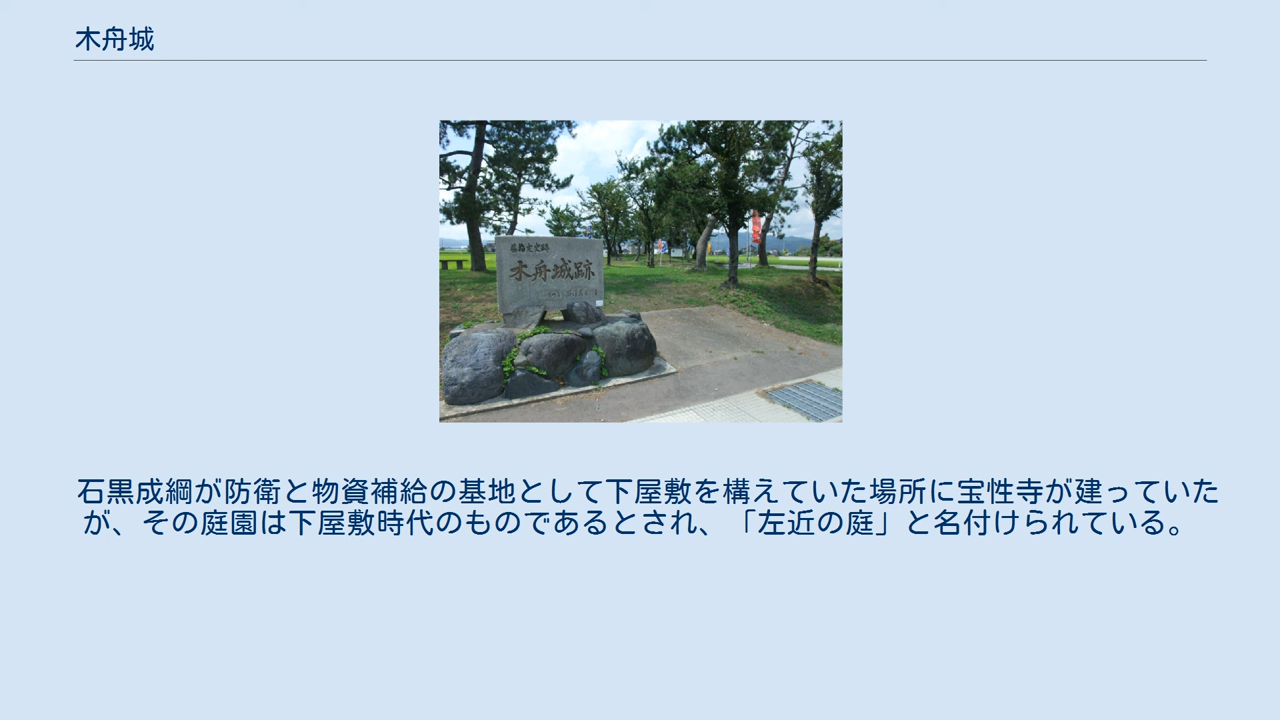 木舟城
木舟城跡
石黒成綱が防衛と物資補給の基地として下屋敷を構えていた場所に宝性寺が建っていた
が、その庭園は下屋敷時代のものであるとされ、「左近の庭」と名付けられている。